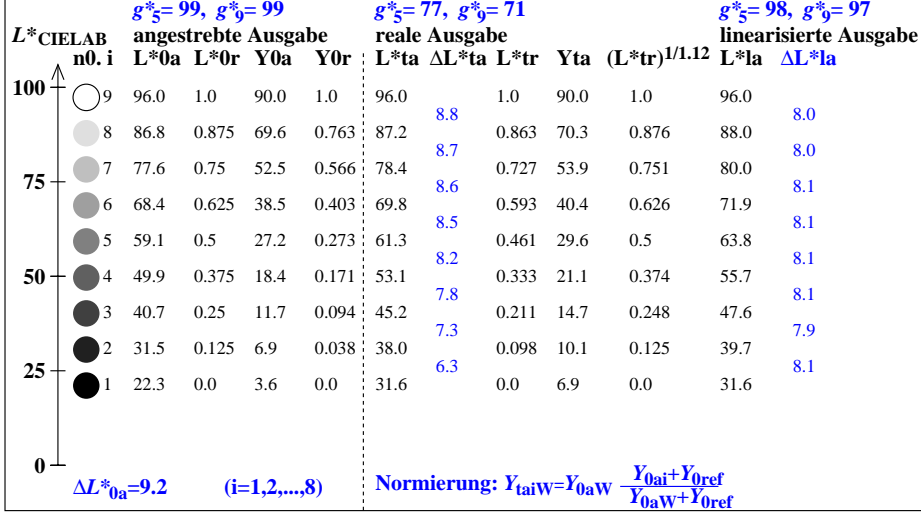 g*5= 99, g*9= 99 g*5= 77, g*9= 71 g*5= 98, g*9= 97
L*CIELAB angestrebte Ausgabe reale Ausgabe linearisierte Ausgabe
n0. i L*0a L*0r Y0a Y0r L*ta ΔL*ta L*tr Yta (L*tr)1/1.12 L*la ΔL*la
100 9 96.0 1.0 90.0 1.0 96.0 1.0 90.0 1.0 96.0
8.8 8.0
8 86.8 0.875 69.6 0.763 87.2 0.863 70.3 0.876 88.0
8.7 8.0
7 77.6 0.75 52.5 0.566 78.4 0.727 53.9 0.751 80.0
75 8.6 8.1
6 68.4 0.625 38.5 0.403 69.8 0.593 40.4 0.626 71.9
8.5 8.1
5 59.1 0.5 27.2 0.273 61.3 0.461 29.6 0.5 63.8
8.2 8.1
50 4 49.9 0.375 18.4 0.171 53.1 0.333 21.1 0.374 55.7
7.8 8.1
3 40.7 0.25 11.7 0.094 45.2 0.211 14.7 0.248 47.6
7.3 7.9
2 31.5 0.125 6.9 0.038 38.0 0.098 10.1 0.125 39.7
25 6.3 8.1
1 22.3 0.0 3.6 0.0 31.6 0.0 6.9 0.0 31.6
0
ΔL*0a=9.2 (i=1,2,...,8) Normierung: YtaiW=Y0aW Y0ai+Y0ref
Y0aW+Y0ref